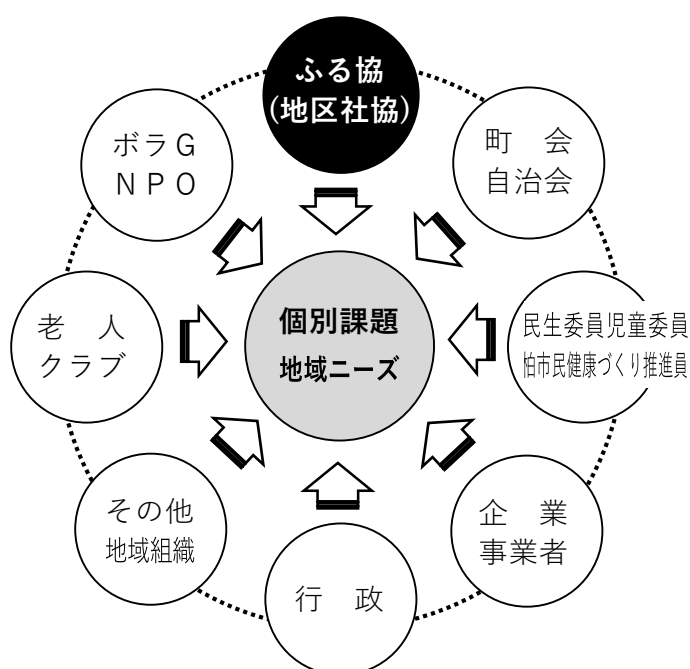 ふる協
(地区社協)
町　会
自治会
民生委員児童委員
柏市民健康づくり推進員
企　業
事業者
行　政
その他
地域組織
老　人
クラブ
ボラＧ
ＮＰＯ
個別課題
地域ニーズ